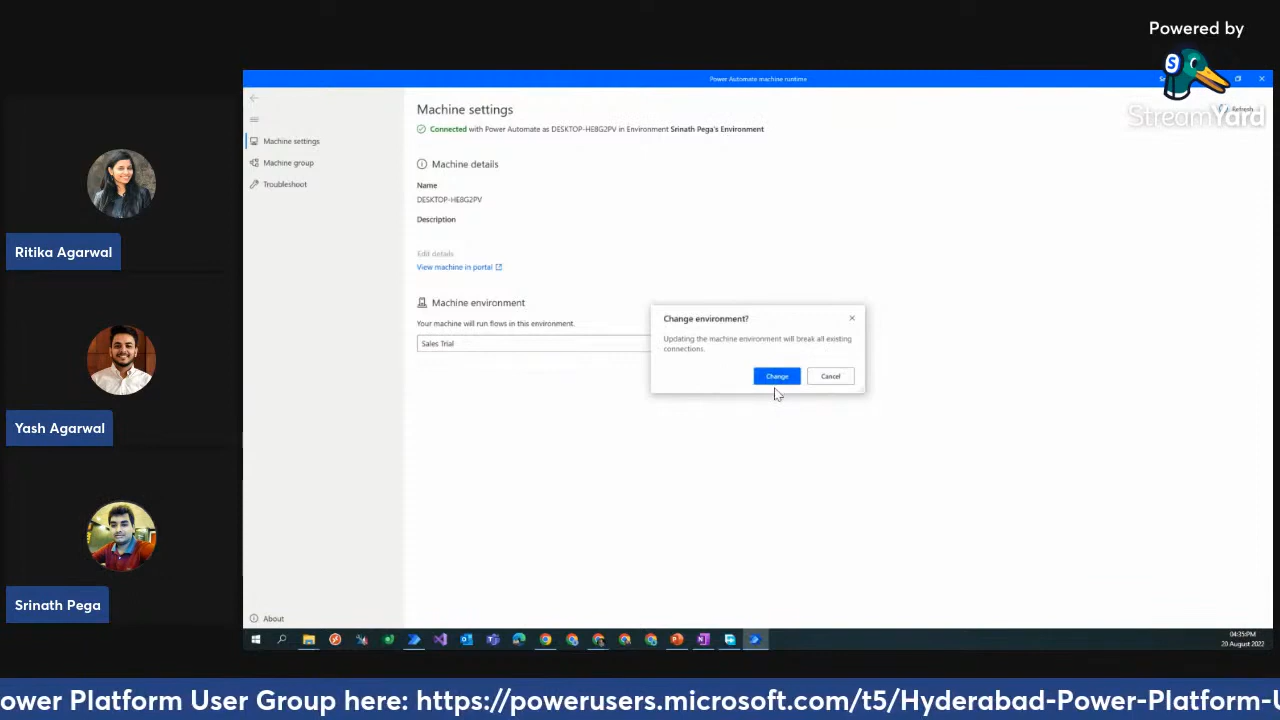 Powered by
StreamYard
Power Automate machine runtime
Refresh
Machine settings
Machine group
Troubleshoot
About
Machine settings
Connected with Power Automate as DESKTOP-HE8G2PV in Environment Srinath Pega's Environment
Machine details
Name
DESKTOP-HE8G2PV
Description
Edit details
View machine in portal
Machine environment
Your machine will run flows in this environment.
Sales Trial
Change environment?
Updating the machine environment will break all existing
connections.
Change
Cancel
Ritika Agarwal
Yash Agarwal
Srinath Pega
04:35PM
20 August 2022
ower Platform User Group here: https://powerusers.microsoft.com/t5/Hyderabad-Power-Platform-U